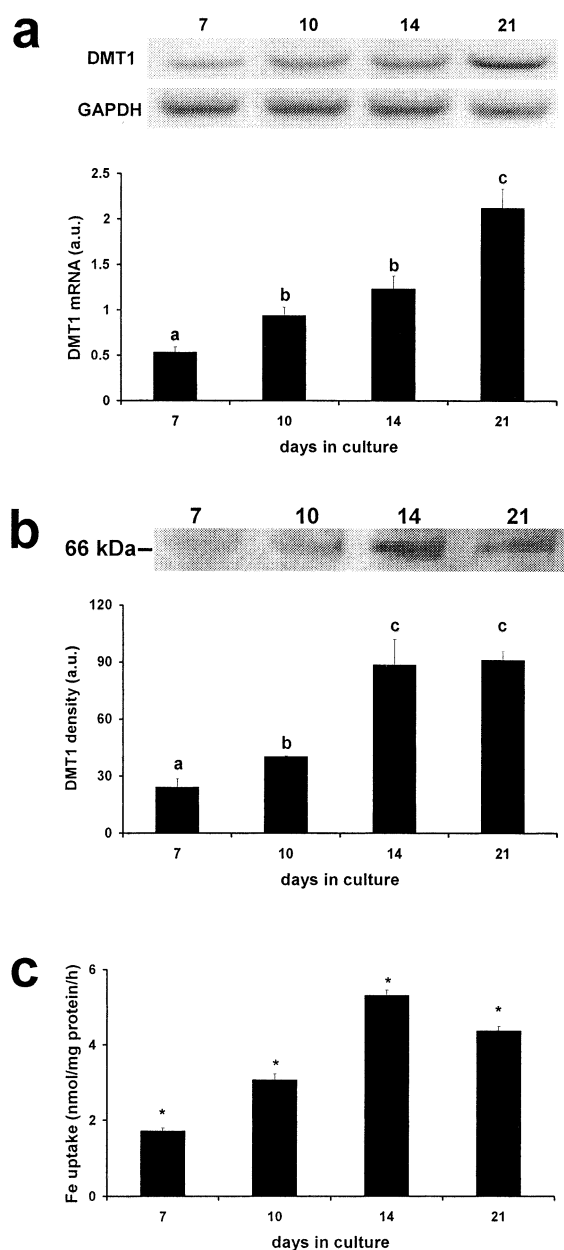 a
7 10 14 21
DMT1
GAPDH
2.5
2
1.5
1
0.5
0
DMT1 mRNA (a.u.)
a b b c
7 10 14 21
days in culture
b
7 10 14 21
66 kDa–
120
90
60
30
0
DMT1 density (a.u.)
a b c c
7 10 14 21
days in culture
c
6
4
2
0
Fe uptake (nmol/mg protein/h)
* * * *
7 10 14 21
days in culture